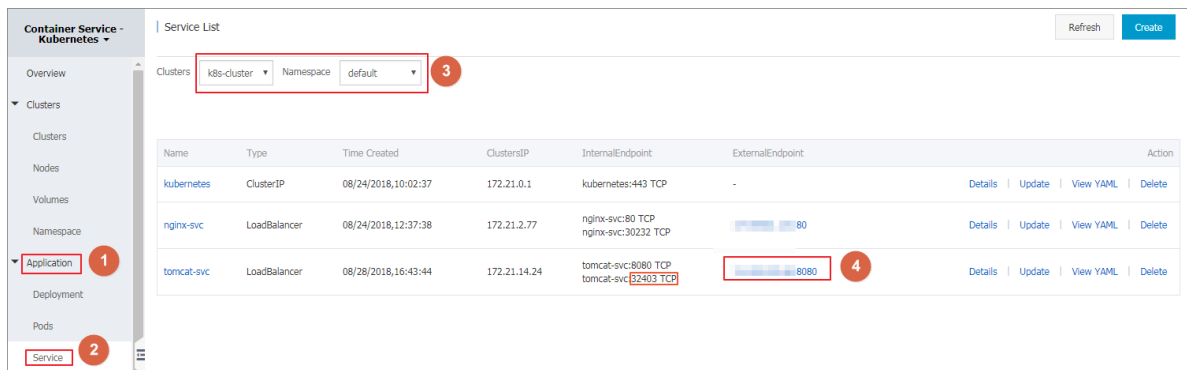 Container Service -
Kubernetes
Service List
Refresh
Create
Overview
Clusters
Clusters
Nodes
Volumes
Namespace
Application
1
Deployment
Pods
Service
2
Clusters
k8s-cluster
Namespace
default
3
Name Type Time Created ClustersIP InternalEndpoint ExternalEndpoint Action
kubernetes ClusterIP 08/24/2018,10:02:37 172.21.0.1 kubernetes:443 TCP - Details | Update | View YAML | Delete
nginx-svc LoadBalancer 08/24/2018,12:37:38 172.21.2.77 nginx-svc:80 TCP
nginx-svc:30232 TCP
80 Details | Update | View YAML | Delete
tomcat-svc LoadBalancer 08/28/2018,16:43:44 172.21.14.24 tomcat-svc:8080 TCP
tomcat-svc:32403 TCP
8080 4 Details | Update | View YAML | Delete